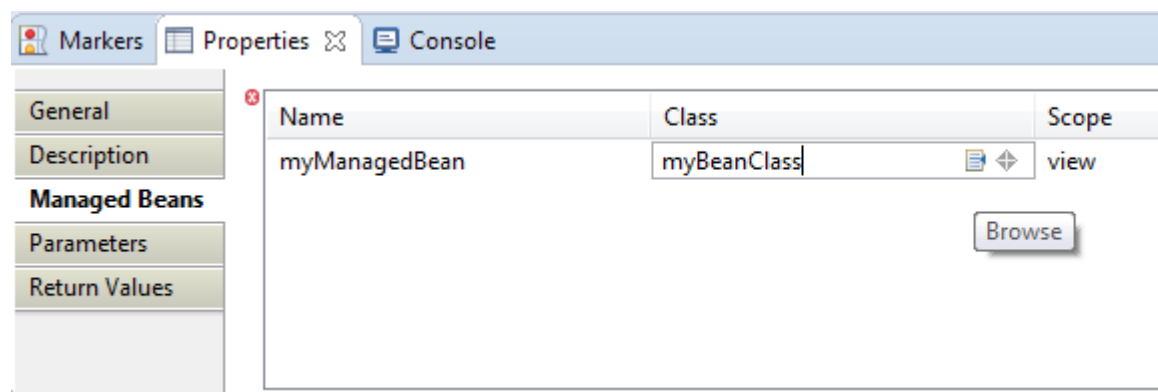 Markers Properties Console
General
Description
Managed Beans
Parameters
Return Values
Name Class Scope
myManagedBean myBeanClass view
Browse